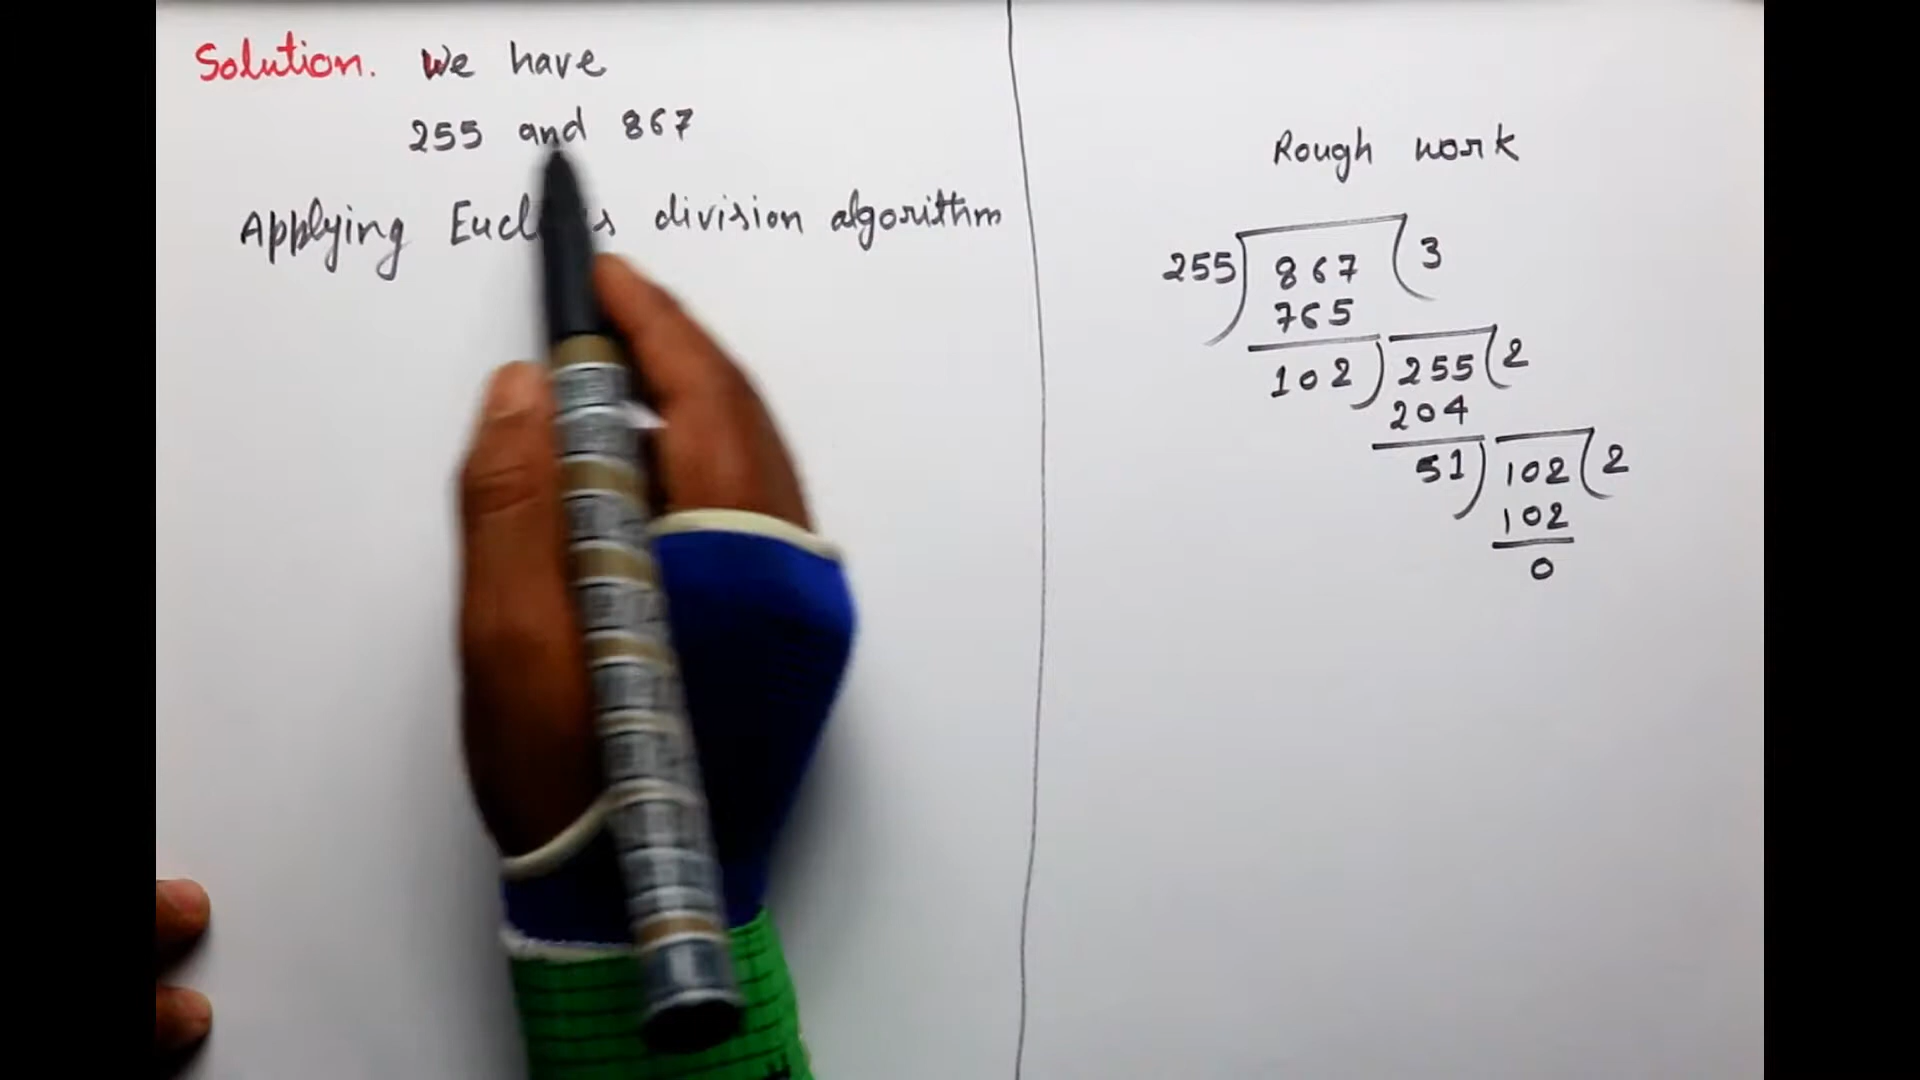 Solution. We have
255 and 867
Applying division algorithm
Rough work
255 867 3
765
102 255 2
204
51 102 2
102
0